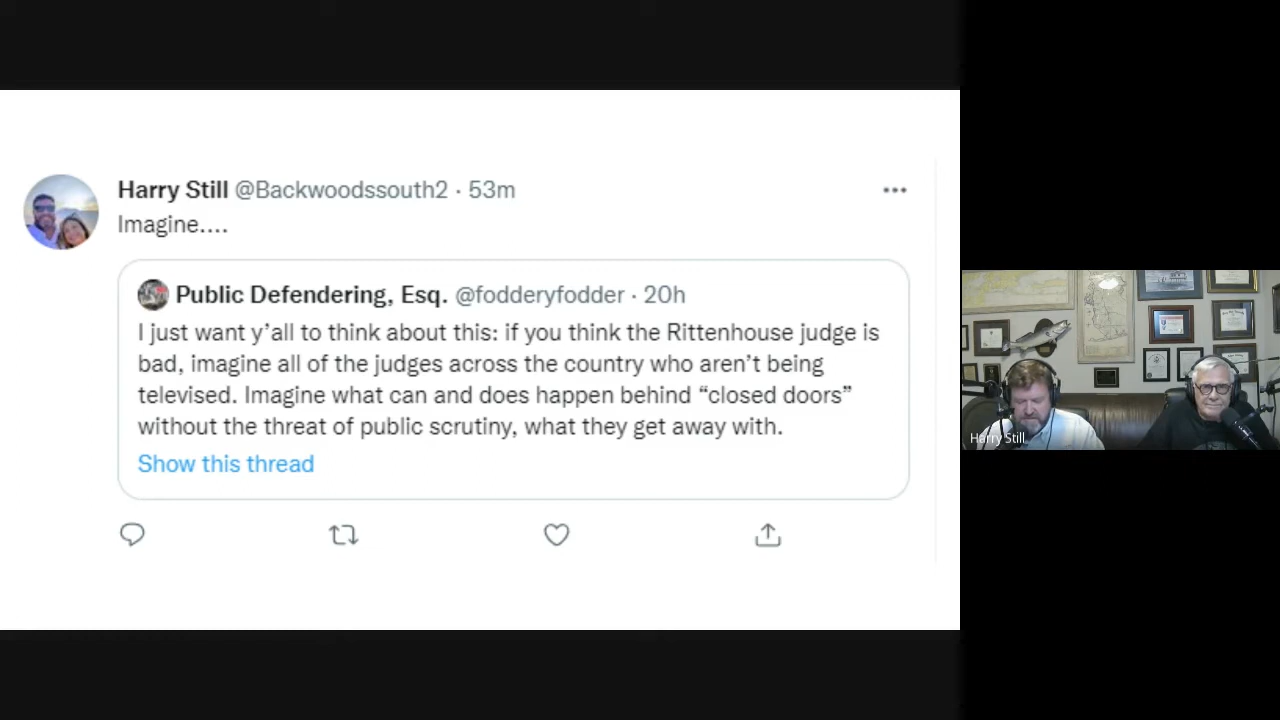 Harry Still @Backwoodssouth2 · 53m
Imagine....
Public Defendering, Esq. @fodderyfodder · 20h
I just want y’all to think about this: if you think the Rittenhouse judge is
bad, imagine all of the judges across the country who aren’t being
televised. Imagine what can and does happen behind “closed doors”
without the threat of public scrutiny, what they get away with.
Show this thread
Harry Still